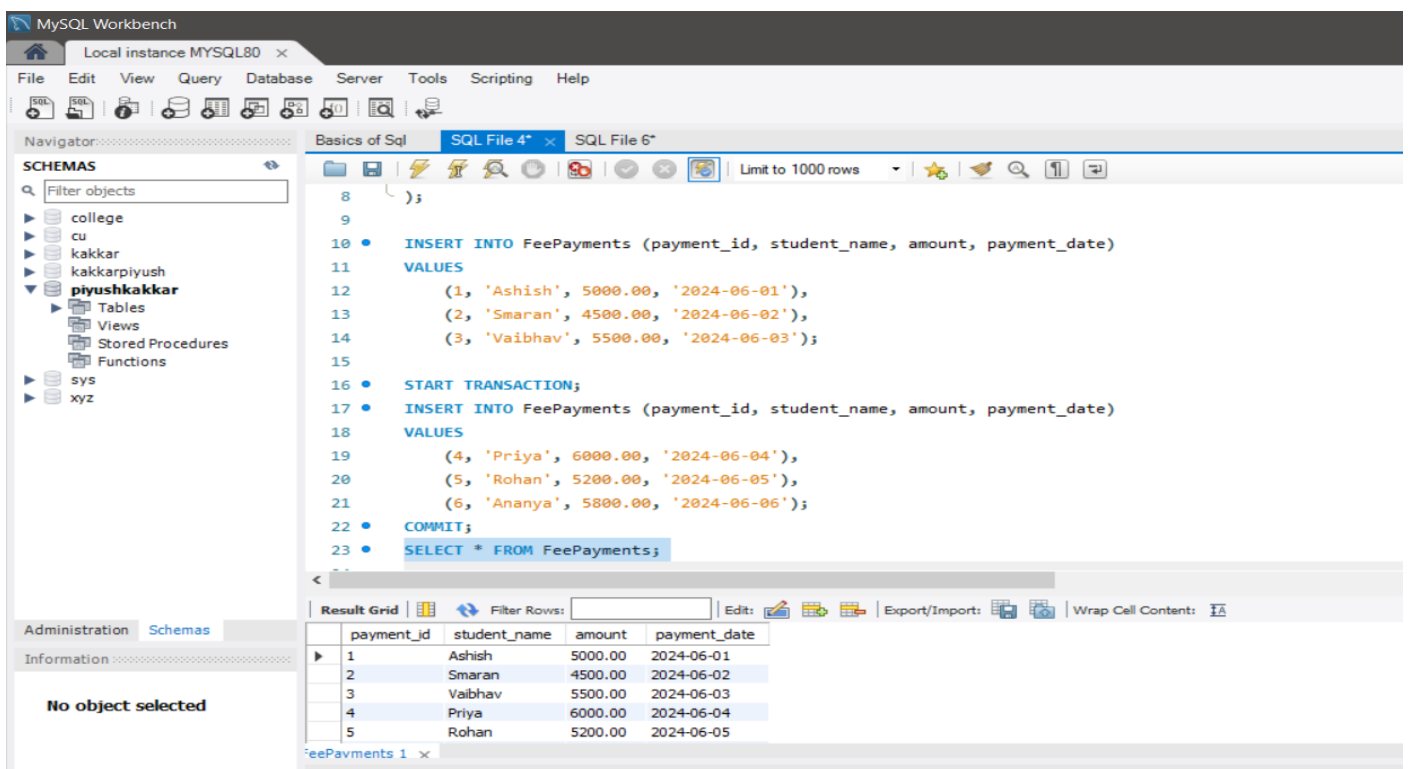 MySQL Workbench
Local instance MYSQL80 ×
File Edit View Query Database Server Tools Scripting Help
Navigator
SCHEMAS
Filter objects
college
cu
kakkar
kakkarpiyush
piyushkakkar
Tables
Views
Stored Procedures
Functions
sys
xyz
Administration Schemas
Information
No object selected
Basics of Sql SQL File 4* × SQL File 6*
Limit to 1000 rows
8 );
9
10 INSERT INTO FeePayments (payment_id, student_name, amount, payment_date)
11 VALUES
12 (1, 'Ashish', 5000.00, '2024-06-01'),
13 (2, 'Smaran', 4500.00, '2024-06-02'),
14 (3, 'Vaibhav', 5500.00, '2024-06-03');
15
16 START TRANSACTION;
17 INSERT INTO FeePayments (payment_id, student_name, amount, payment_date)
18 VALUES
19 (4, 'Priya', 6000.00, '2024-06-04'),
20 (5, 'Rohan', 5200.00, '2024-06-05'),
21 (6, 'Ananya', 5800.00, '2024-06-06');
22 COMMIT;
23 SELECT * FROM FeePayments;
Result Grid Filter Rows: Edit: Export/Import: Wrap Cell Content:
payment_id student_name amount payment_date
1 Ashish 5000.00 2024-06-01
2 Smaran 4500.00 2024-06-02
3 Vaibhav 5500.00 2024-06-03
4 Priya 6000.00 2024-06-04
5 Rohan 5200.00 2024-06-05
FeePayments 1 ×